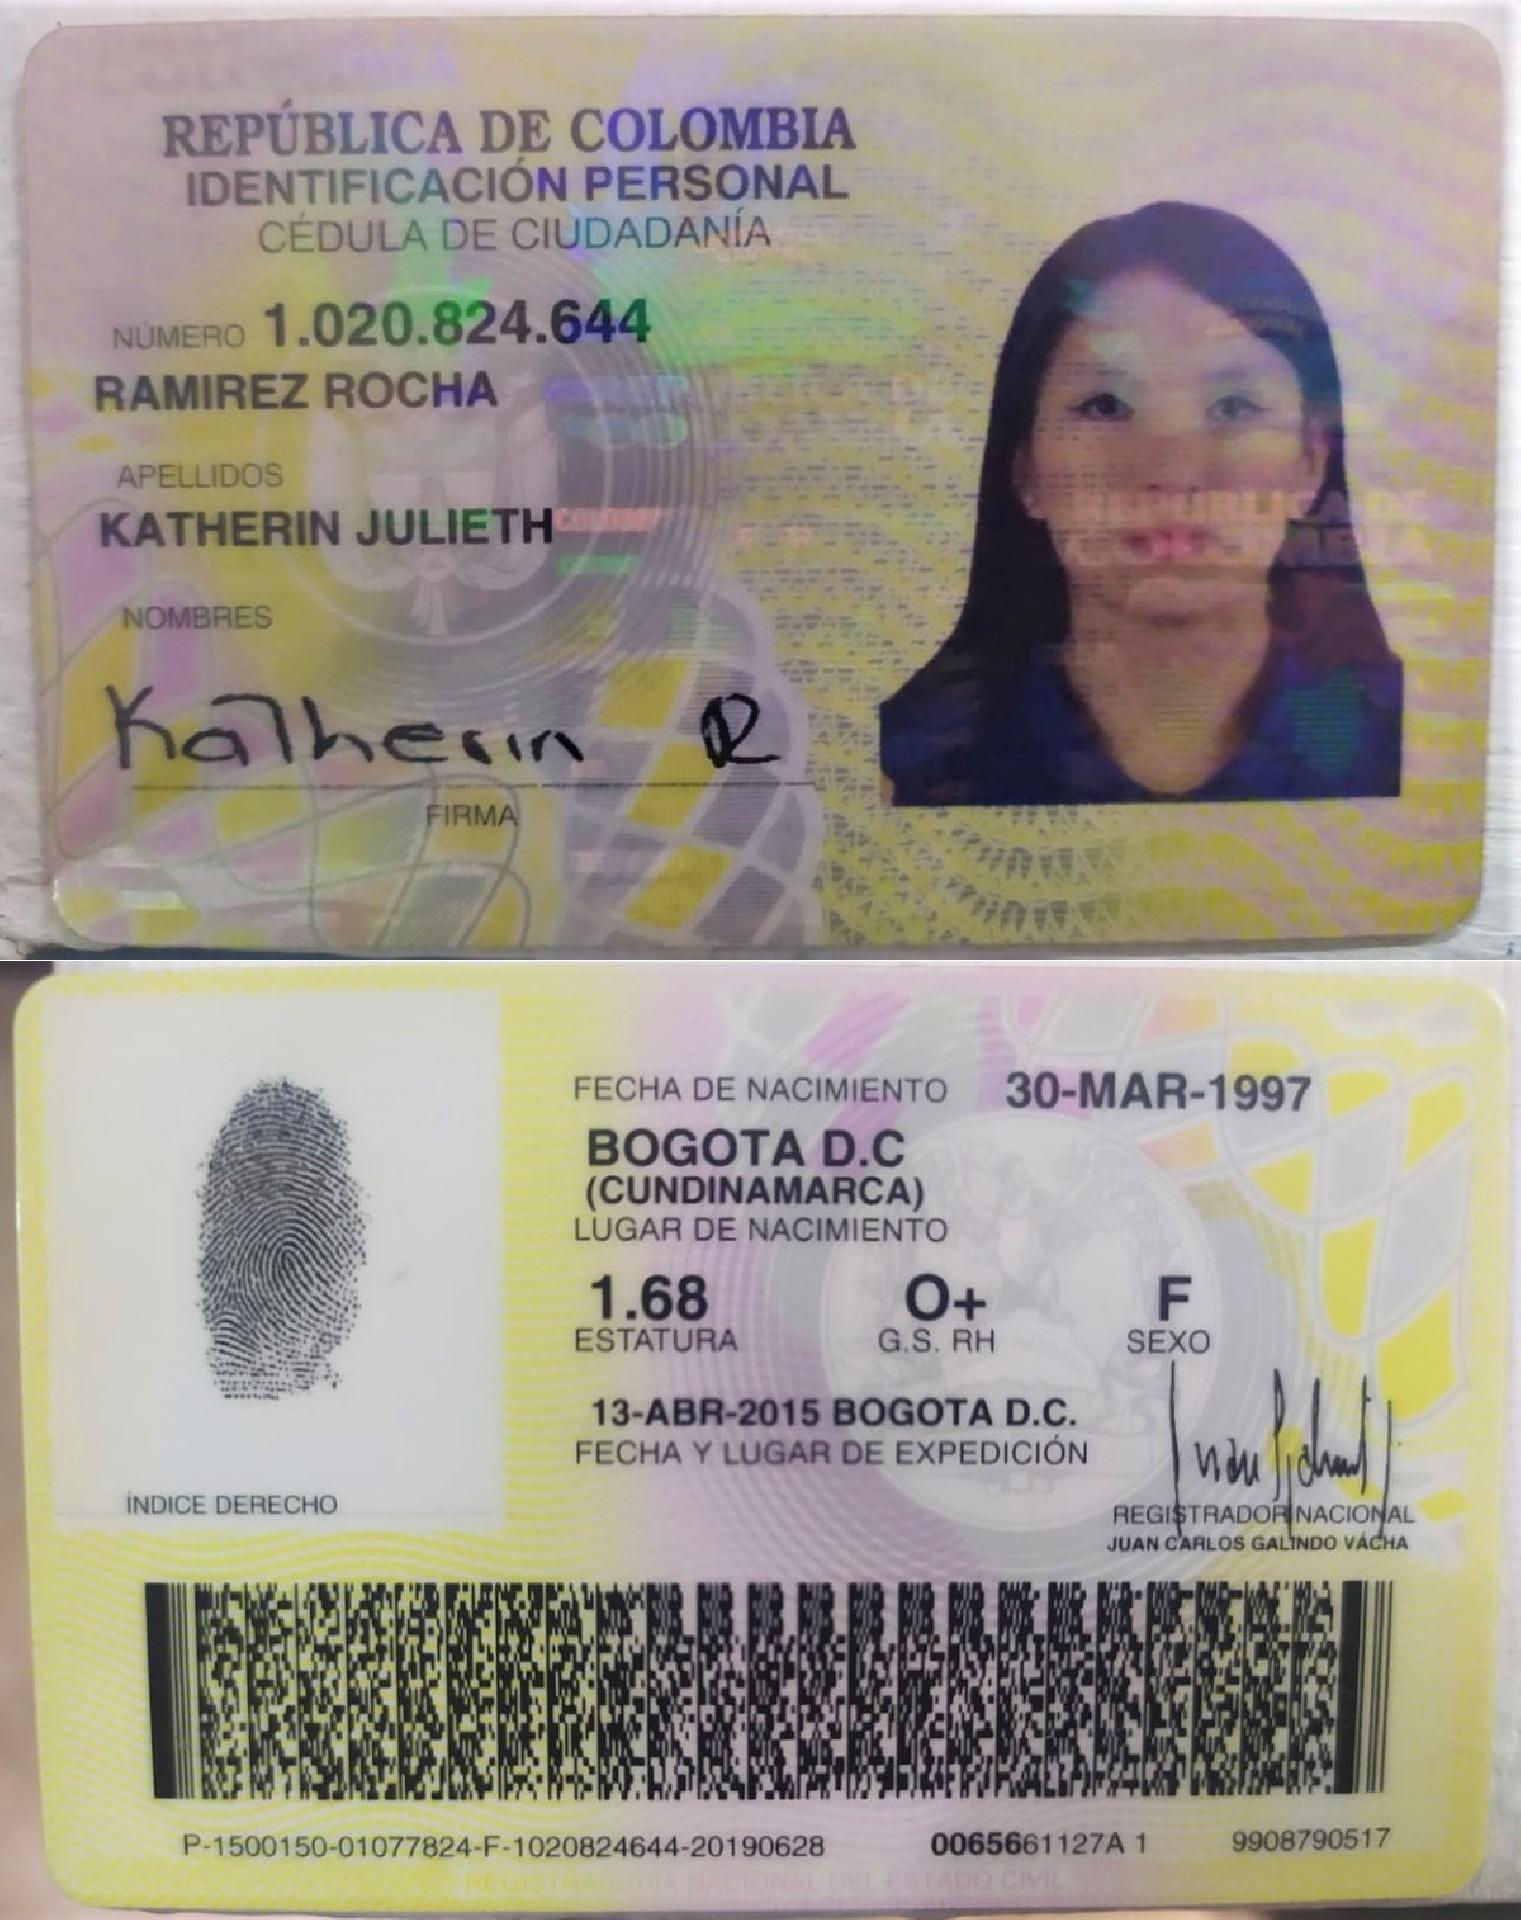 REPÚBLICA DE COLOMBIA
IDENTIFICACIÓN PERSONAL
CÉDULA DE CIUDADANÍA
NÚMERO 1.020.824.644
RAMIREZ ROCHA
APELLIDOS
KATHERIN JULIETH
NOMBRES
Katherin R
FIRMA
FECHA DE NACIMIENTO 30-MAR-1997
BOGOTA D.C
(CUNDINAMARCA)
LUGAR DE NACIMIENTO
1.68 O+ F
ESTATURA G.S. RH SEXO
13-ABR-2015 BOGOTA D.C.
FECHA Y LUGAR DE EXPEDICIÓN
ÍNDICE DERECHO
REGISTRADOR NACIONAL
JUAN CARLOS GALINDO VÁCHA
P-1500150-01077824-F-1020824644-20190628 0065661127A 1 9908790517
REGISTRADURIA NACIONAL DEL ESTADO CIVIL